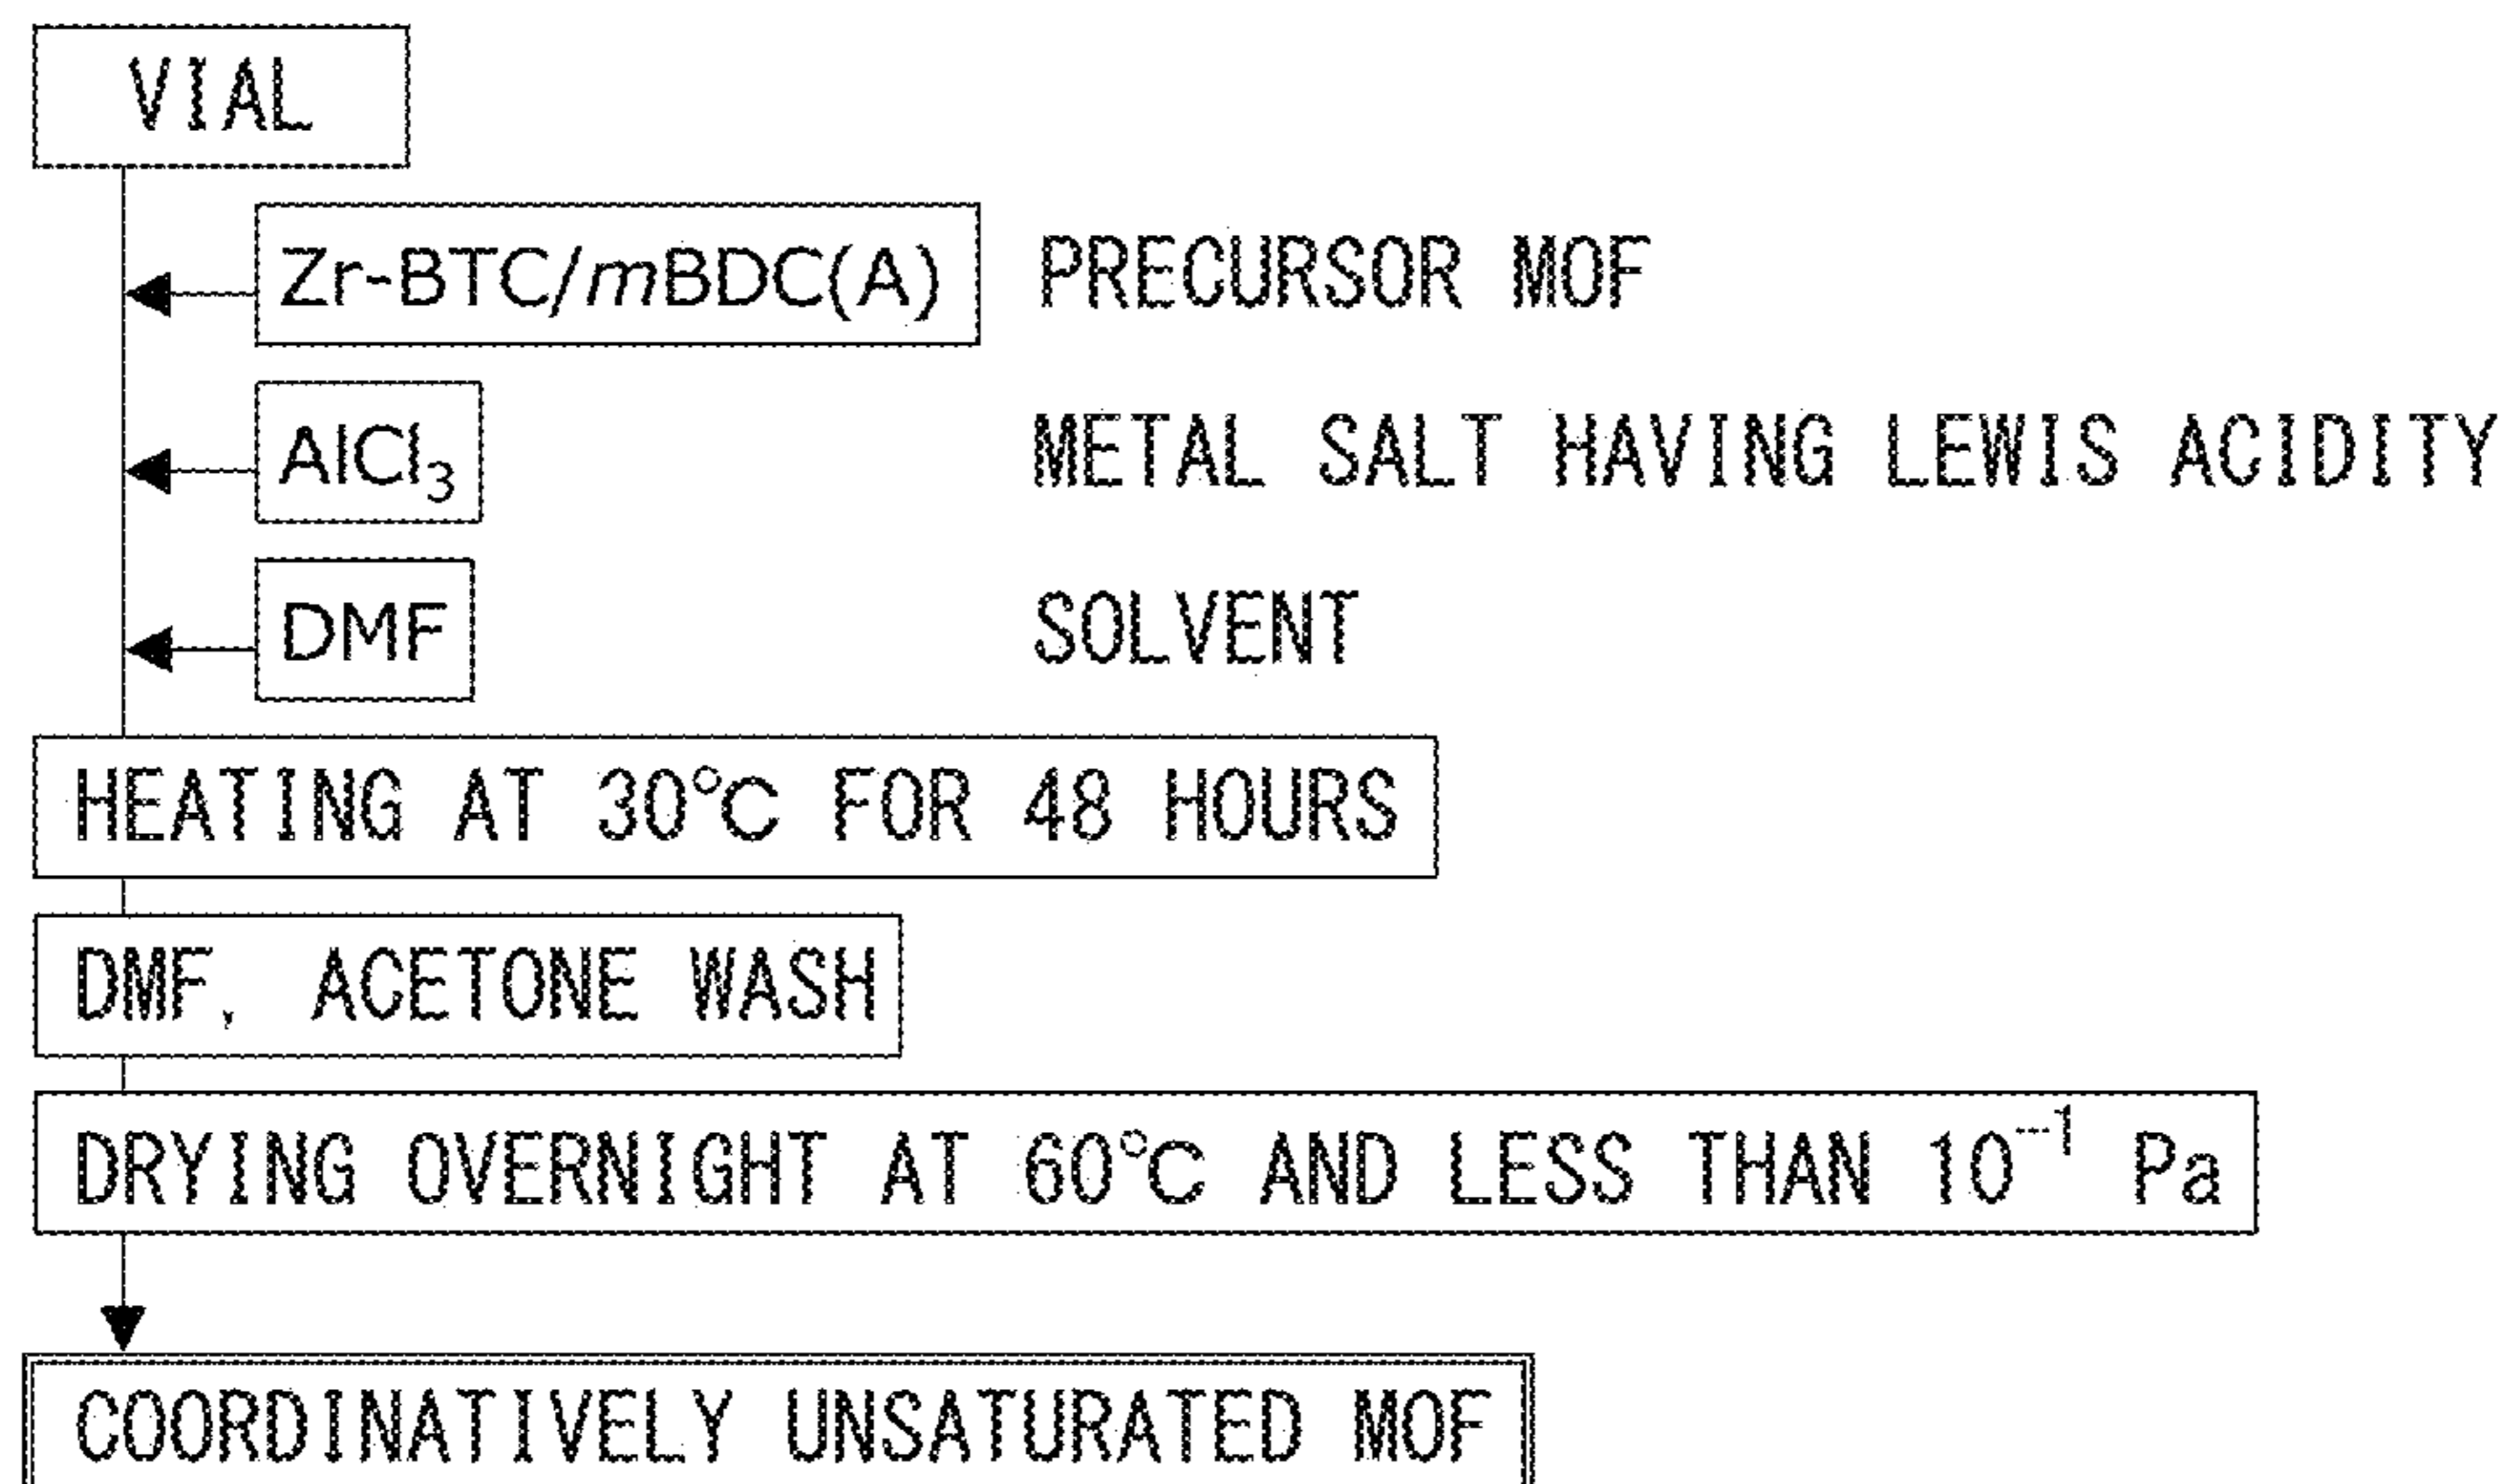 VIAL
Zr-BTC/mBDC(A) PRECURSOR MOF
AlCl₃ METAL SALT HAVING LEWIS ACIDITY
DMF SOLVENT
HEATING AT 30℃ FOR 48 HOURS
DMF, ACETONE WASH
DRYING OVERNIGHT AT 60℃ AND LESS THAN 10⁻¹ Pa
COORDINATIVELY UNSATURATED MOF